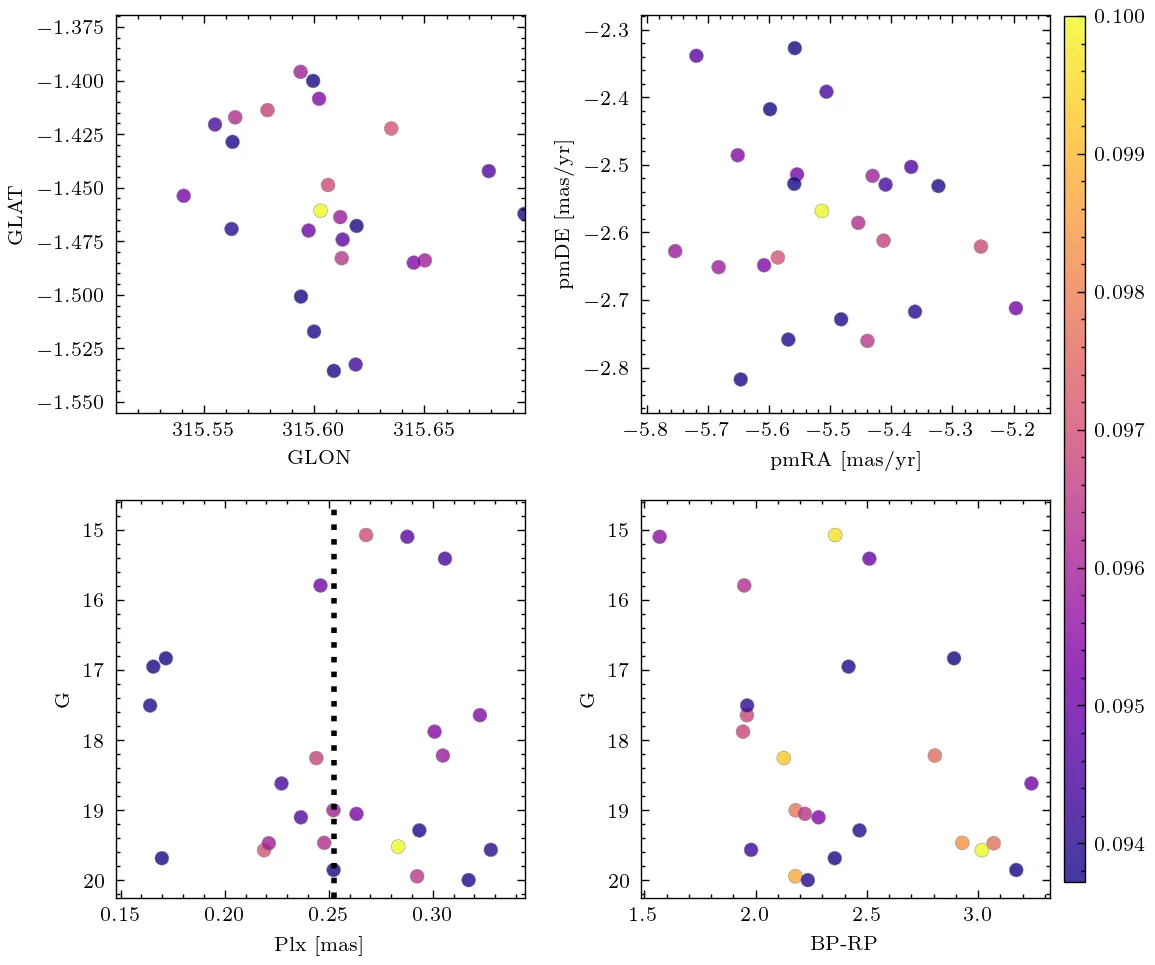 −1.375
−1.400
−1.425
−1.450
−1.475
−1.500
−1.525
−1.550
GLAT
315.55 315.60 315.65
GLON
−2.3
−2.4
−2.5
−2.6
−2.7
−2.8
pmDE [mas/yr]
−5.8 −5.7 −5.6 −5.5 −5.4 −5.3 −5.2
pmRA [mas/yr]
0.100
0.099
0.098
0.097
0.096
0.095
0.094
15
16
17
18
19
20
G
0.15 0.20 0.25 0.30
Plx [mas]
15
16
17
18
19
20
G
1.5 2.0 2.5 3.0
BP-RP